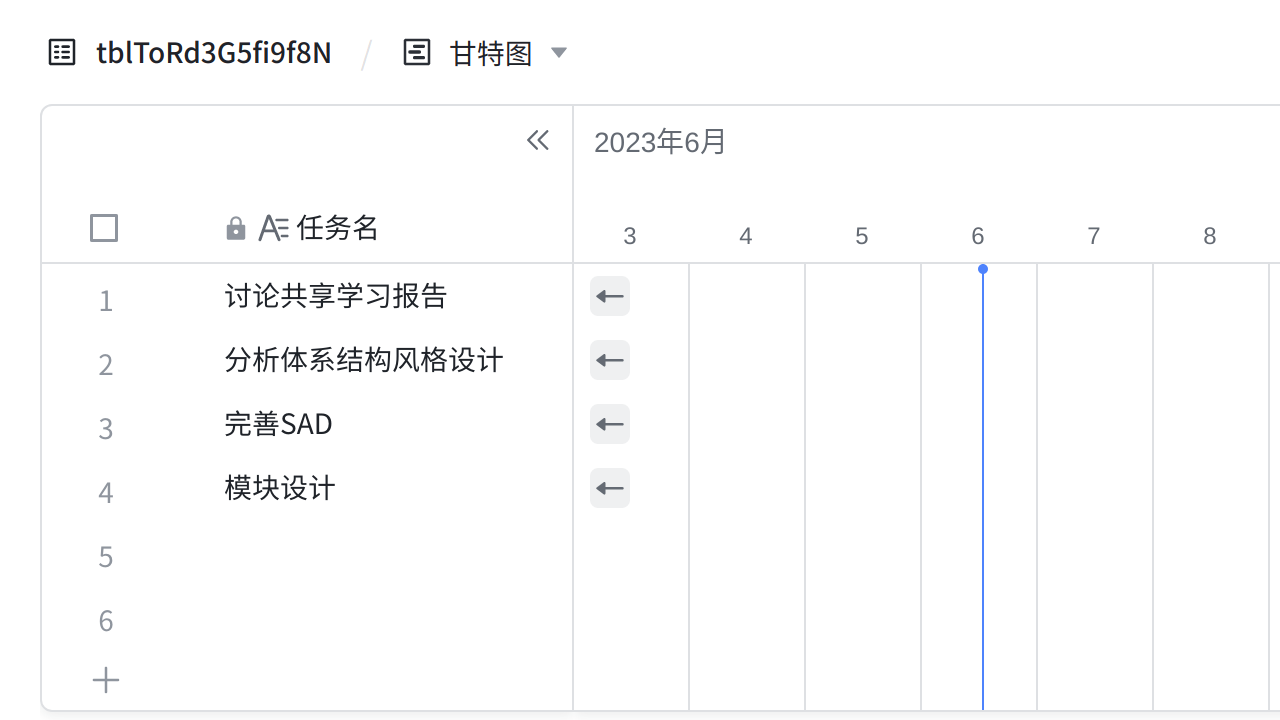 tblToRd3G5fi9f8N / 甘特图
2023年6月
任务名
3 4 5 6 7 8
1 讨论共享学习报告
2 分析体系结构风格设计
3 完善SAD
4 模块设计
5
6